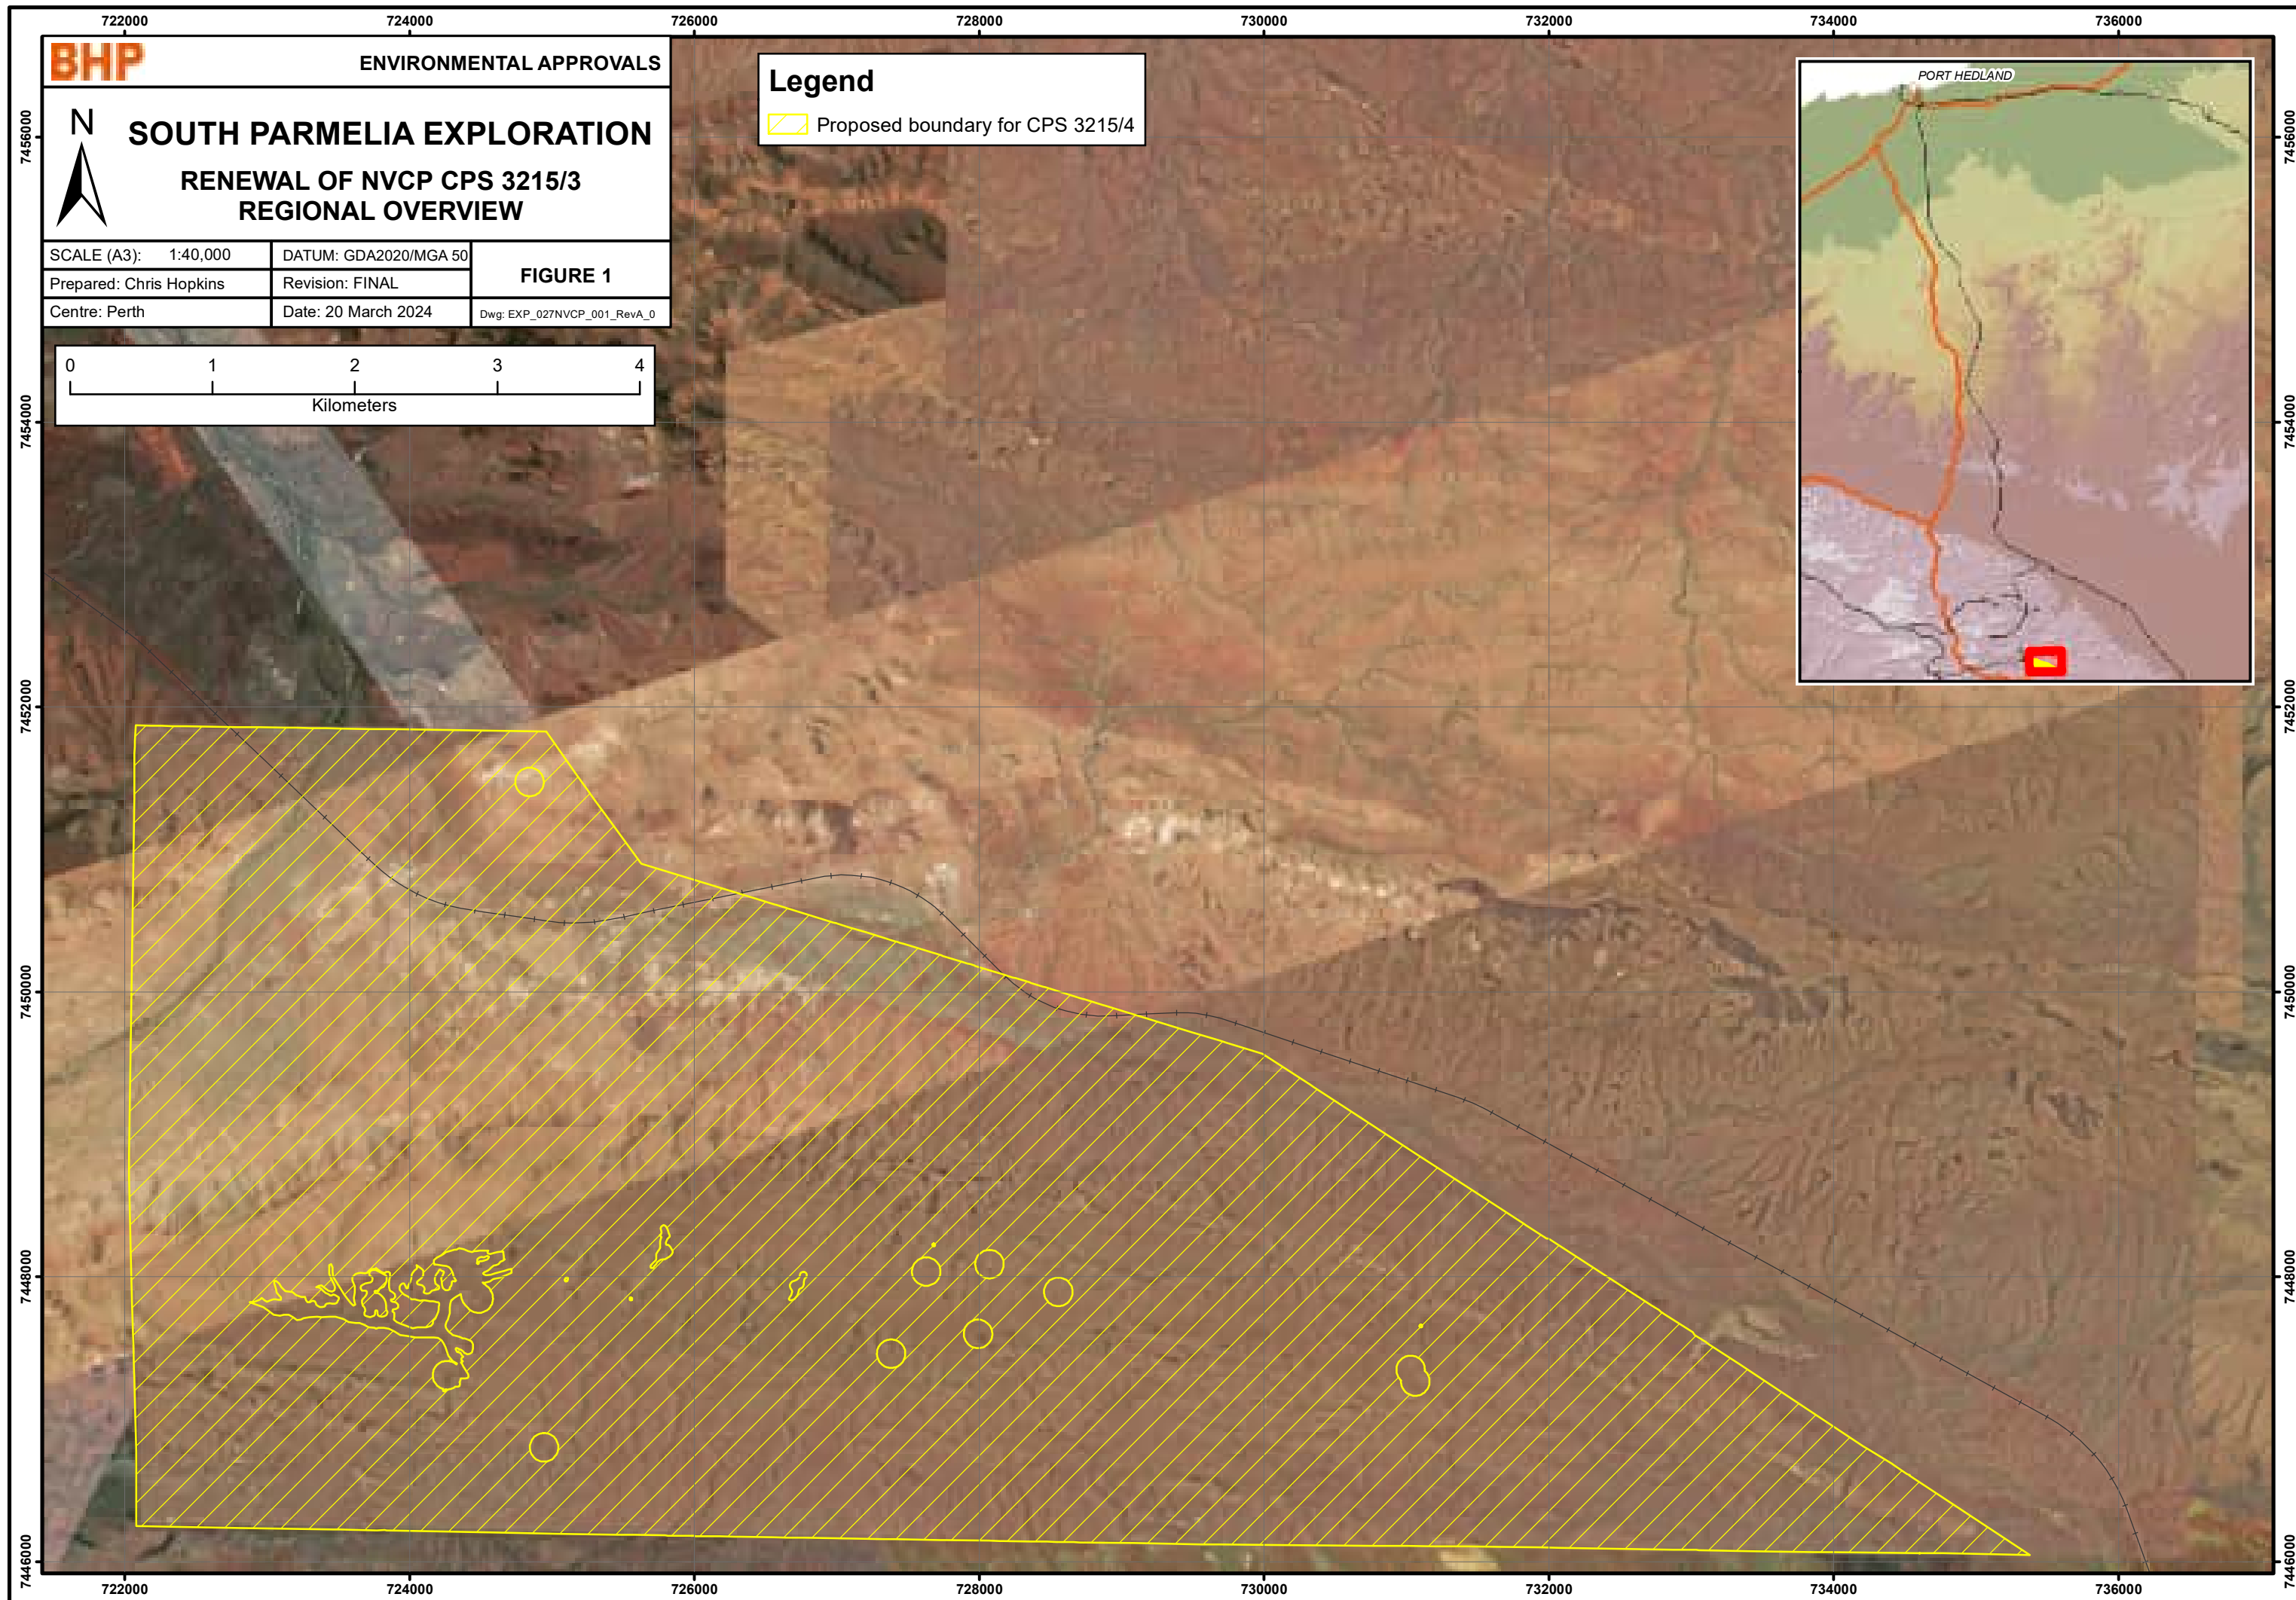 722000 724000 726000 728000 730000 732000 734000 736000
BHP
ENVIRONMENTAL APPROVALS
N
SOUTH PARMELIA EXPLORATION
RENEWAL OF NVCP CPS 3215/3
REGIONAL OVERVIEW
SCALE (A3): 1:40,000
DATUM: GDA2020/MGA 50
Prepared: Chris Hopkins
Revision: FINAL
FIGURE 1
Centre: Perth
Date: 20 March 2024
Dwg: EXP_027NVCP_001_RevA_0
0 1 2 3 4
Kilometers
Legend
Proposed boundary for CPS 3215/4
PORT HEDLAND
7456000
7454000
7452000
7450000
7448000
7446000
7456000
7454000
7452000
7450000
7448000
7446000
722000 724000 726000 728000 730000 732000 734000 736000